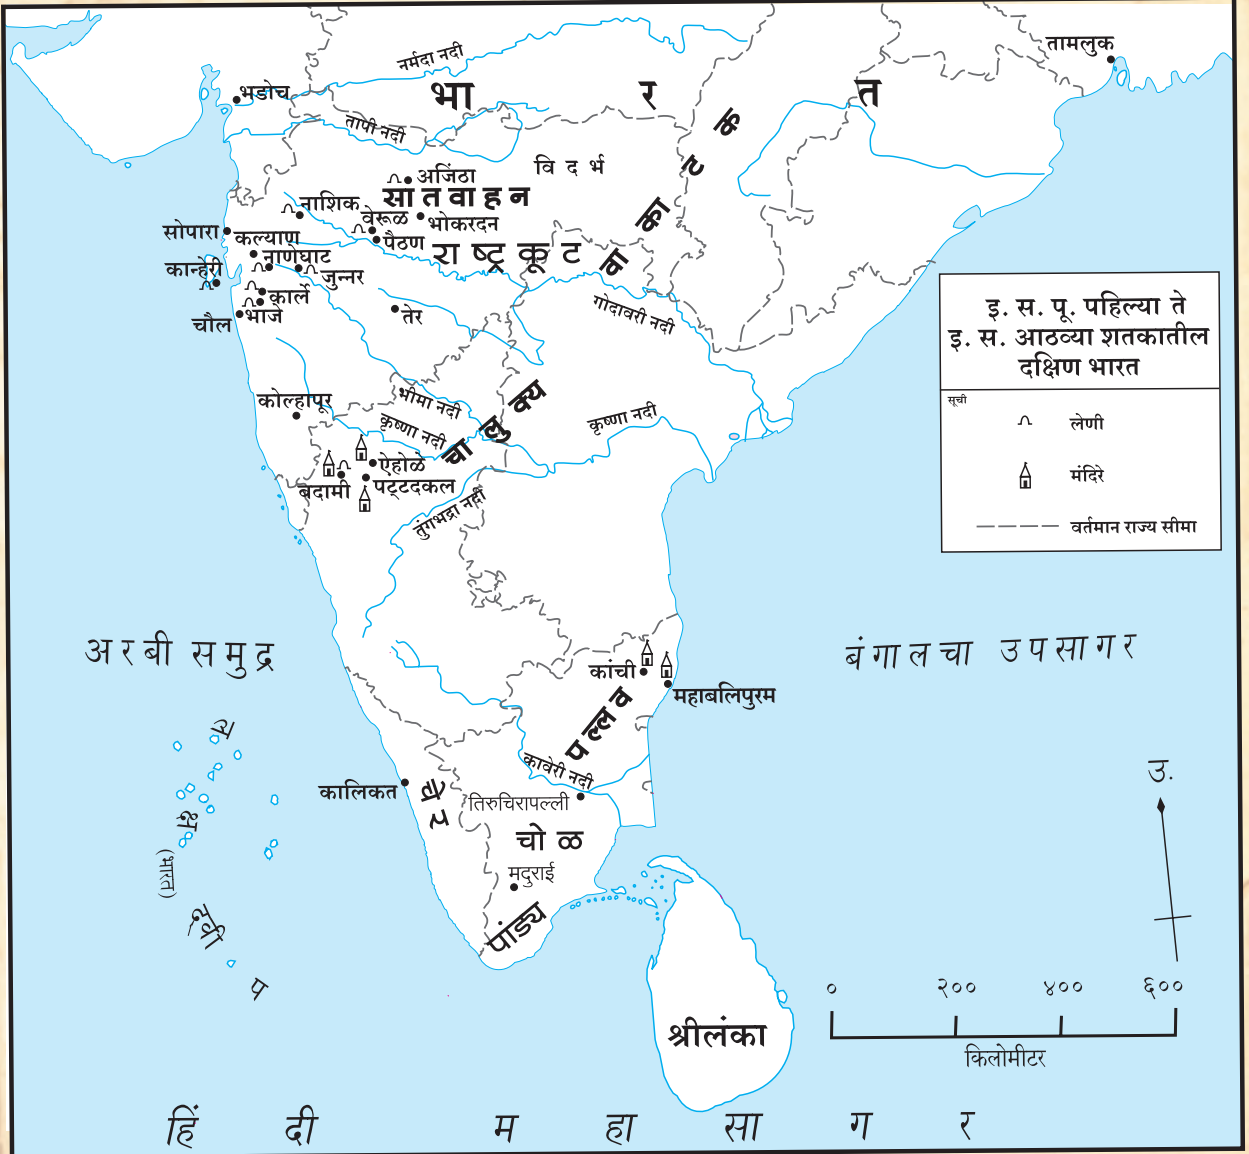 तामलुक
नर्मदा नदी
भडोच
भा र त
तापी नदी
वि द र्भ
अजिंठा
सा त वा ह न
नाशिक
वेरूळ
भोकरदन
सोपारा
कल्याण
पैठण
रा ष्ट्र कू ट
वा का ट क
नाणेघाट
कान्हेरी
जुन्नर
कार्ले
भाजे
चौल
तेर
गोदावरी नदी
इ. स. पू. पहिल्या ते
इ. स. आठव्या शतकातील
दक्षिण भारत
सूची
लेणी
मंदिरे
वर्तमान राज्य सीमा
कोल्हापूर
भीमा नदी
कृष्णा नदी
चा लु क्य
कृष्णा नदी
ऐहोळे
बदामी
पट्टदकल
तुंगभद्रा नदी
अ र बी स मु द्र
बं गा ल चा उ प सा ग र
कांची
महाबलिपुरम
प ल्ल व
कावेरी नदी
कालिकत
चे र
तिरुचिरापल्ली
चो ळ
मदुराई
पांड्य
ल क्ष द्वी प
(भारत)
उ.
० २०० ४०० ६००
किलोमीटर
श्रीलंका
हिं दी म हा सा ग र